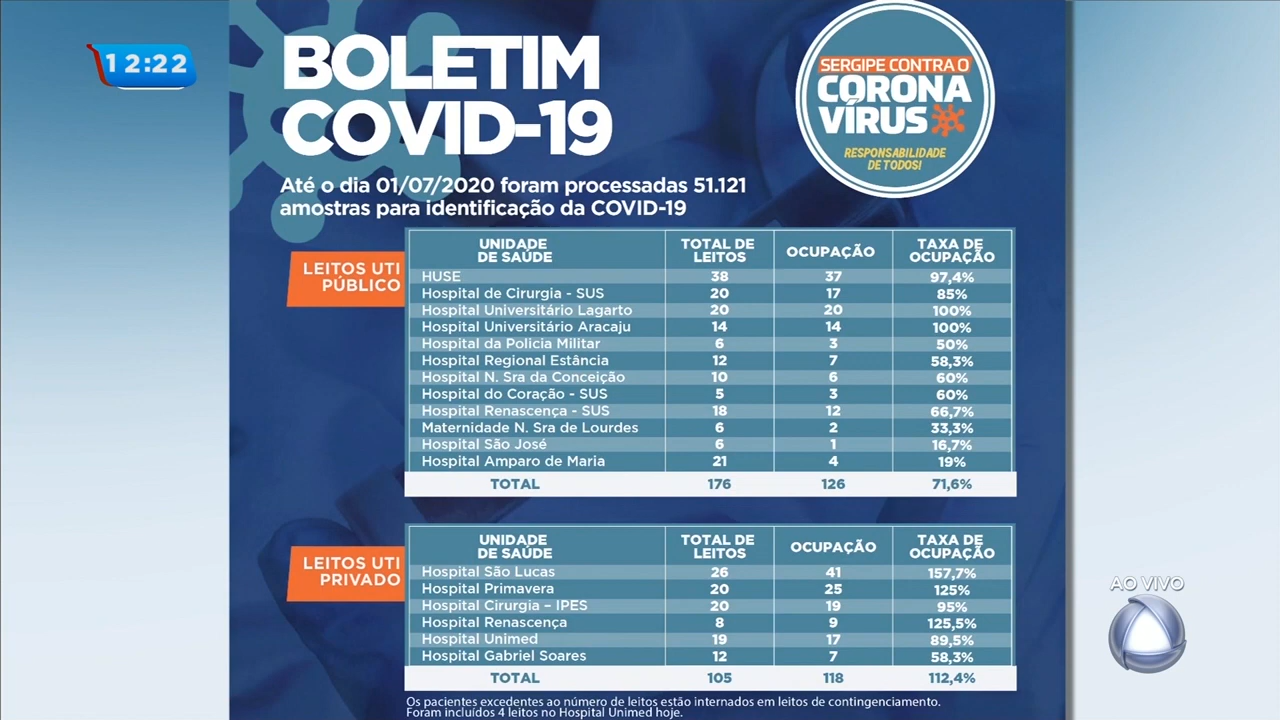 12:22
BOLETIM
COVID-19
SERGIPE CONTRA O
CORONA
VÍRUS
RESPONSABILIDADE
DE TODOS!
Até o dia 01/07/2020 foram processadas 51.121
amostras para identificação da COVID-19
LEITOS UTI
PÚBLICO
UNIDADE
DE SAÚDE
TOTAL DE
LEITOS
OCUPAÇÃO
TAXA DE
OCUPAÇÃO
HUSE 38 37 97,4%
Hospital de Cirurgia - SUS 20 17 85%
Hospital Universitário Lagarto 20 20 100%
Hospital Universitário Aracaju 14 14 100%
Hospital da Policia Militar 6 3 50%
Hospital Regional Estância 12 7 58,3%
Hospital N. Sra da Conceição 10 6 60%
Hospital do Coração - SUS 5 3 60%
Hospital Renascença - SUS 18 12 66,7%
Maternidade N. Sra de Lourdes 6 2 33,3%
Hospital São José 6 1 16,7%
Hospital Amparo de Maria 21 4 19%
TOTAL 176 126 71,6%
LEITOS UTI
PRIVADO
UNIDADE
DE SAÚDE
TOTAL DE
LEITOS
OCUPAÇÃO
TAXA DE
OCUPAÇÃO
Hospital São Lucas 26 41 157,7%
Hospital Primavera 20 25 125%
Hospital Cirurgia – IPES 20 19 95%
Hospital Renascença 8 9 125,5%
Hospital Unimed 19 17 89,5%
Hospital Gabriel Soares 12 7 58,3%
TOTAL 105 118 112,4%
Os pacientes excedentes ao número de leitos estão internados em leitos de contingenciamento.
Foram incluídos 4 leitos no Hospital Unimed hoje.
AO VIVO